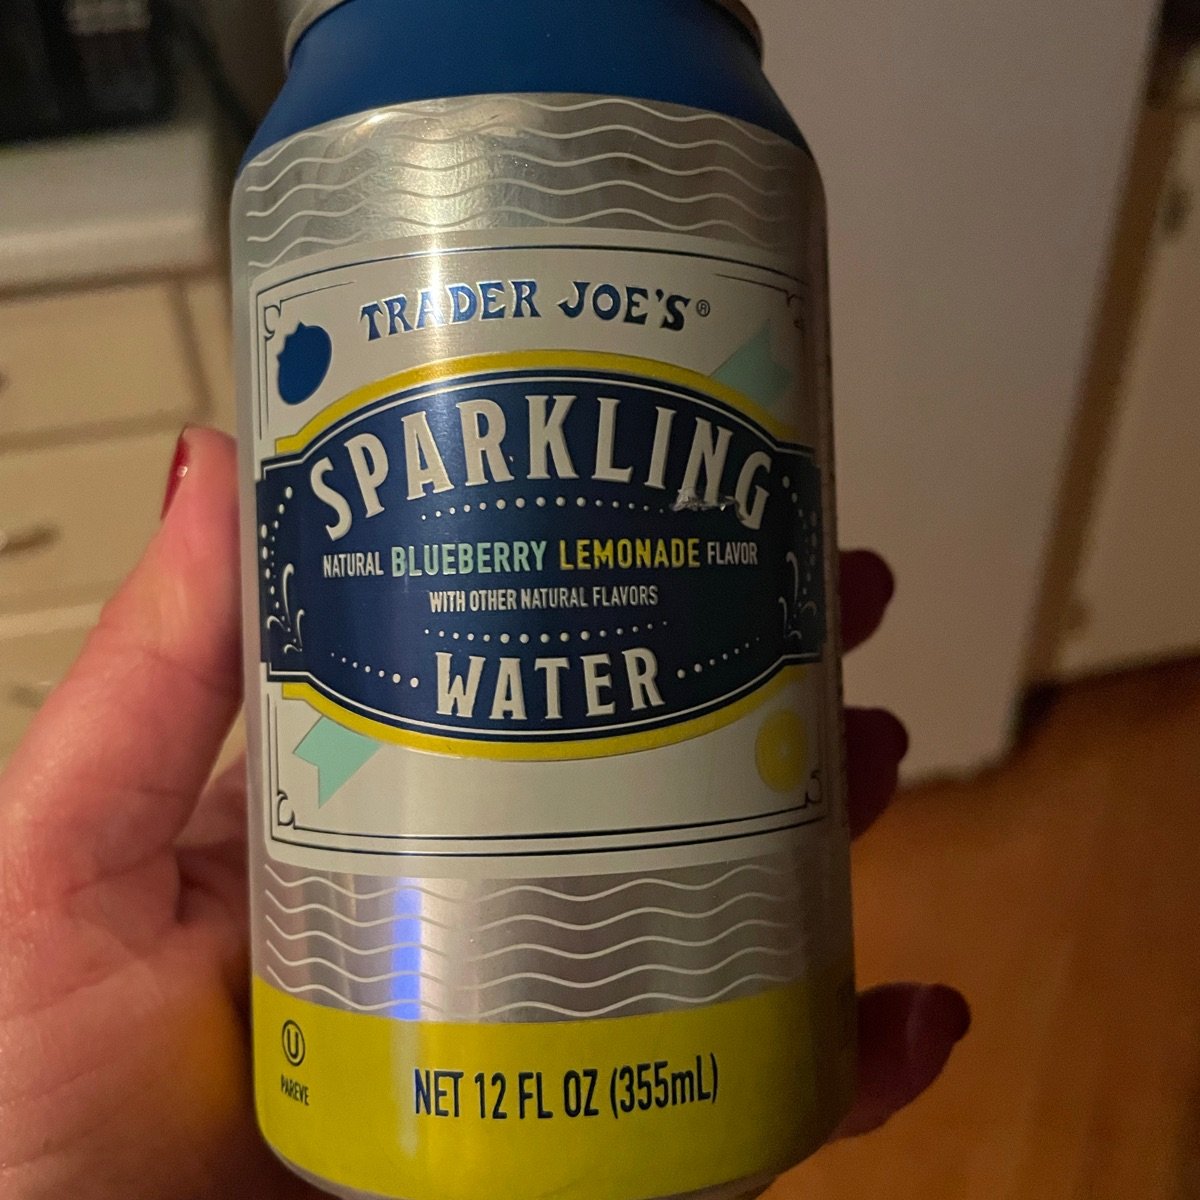 TRADER JOE'S®
SPARKLING
NATURAL BLUEBERRY LEMONADE FLAVOR
WITH OTHER NATURAL FLAVORS
WATER
U
PAREVE
NET 12 FL OZ (355mL)